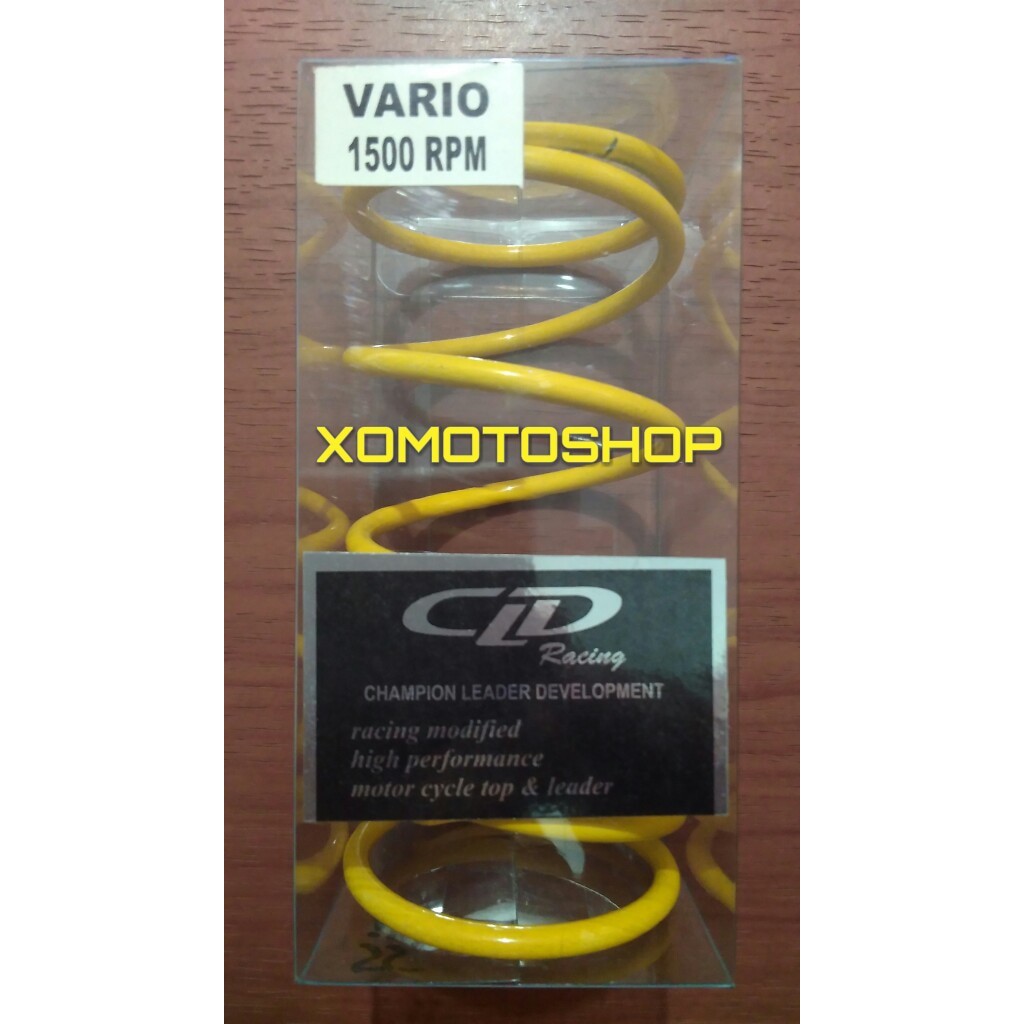 VARIO
1500 RPM
XOMOTOSHOP
CLD
Racing
CHAMPION LEADER DEVELOPMENT
racing modified
high performance
motor cycle top & leader